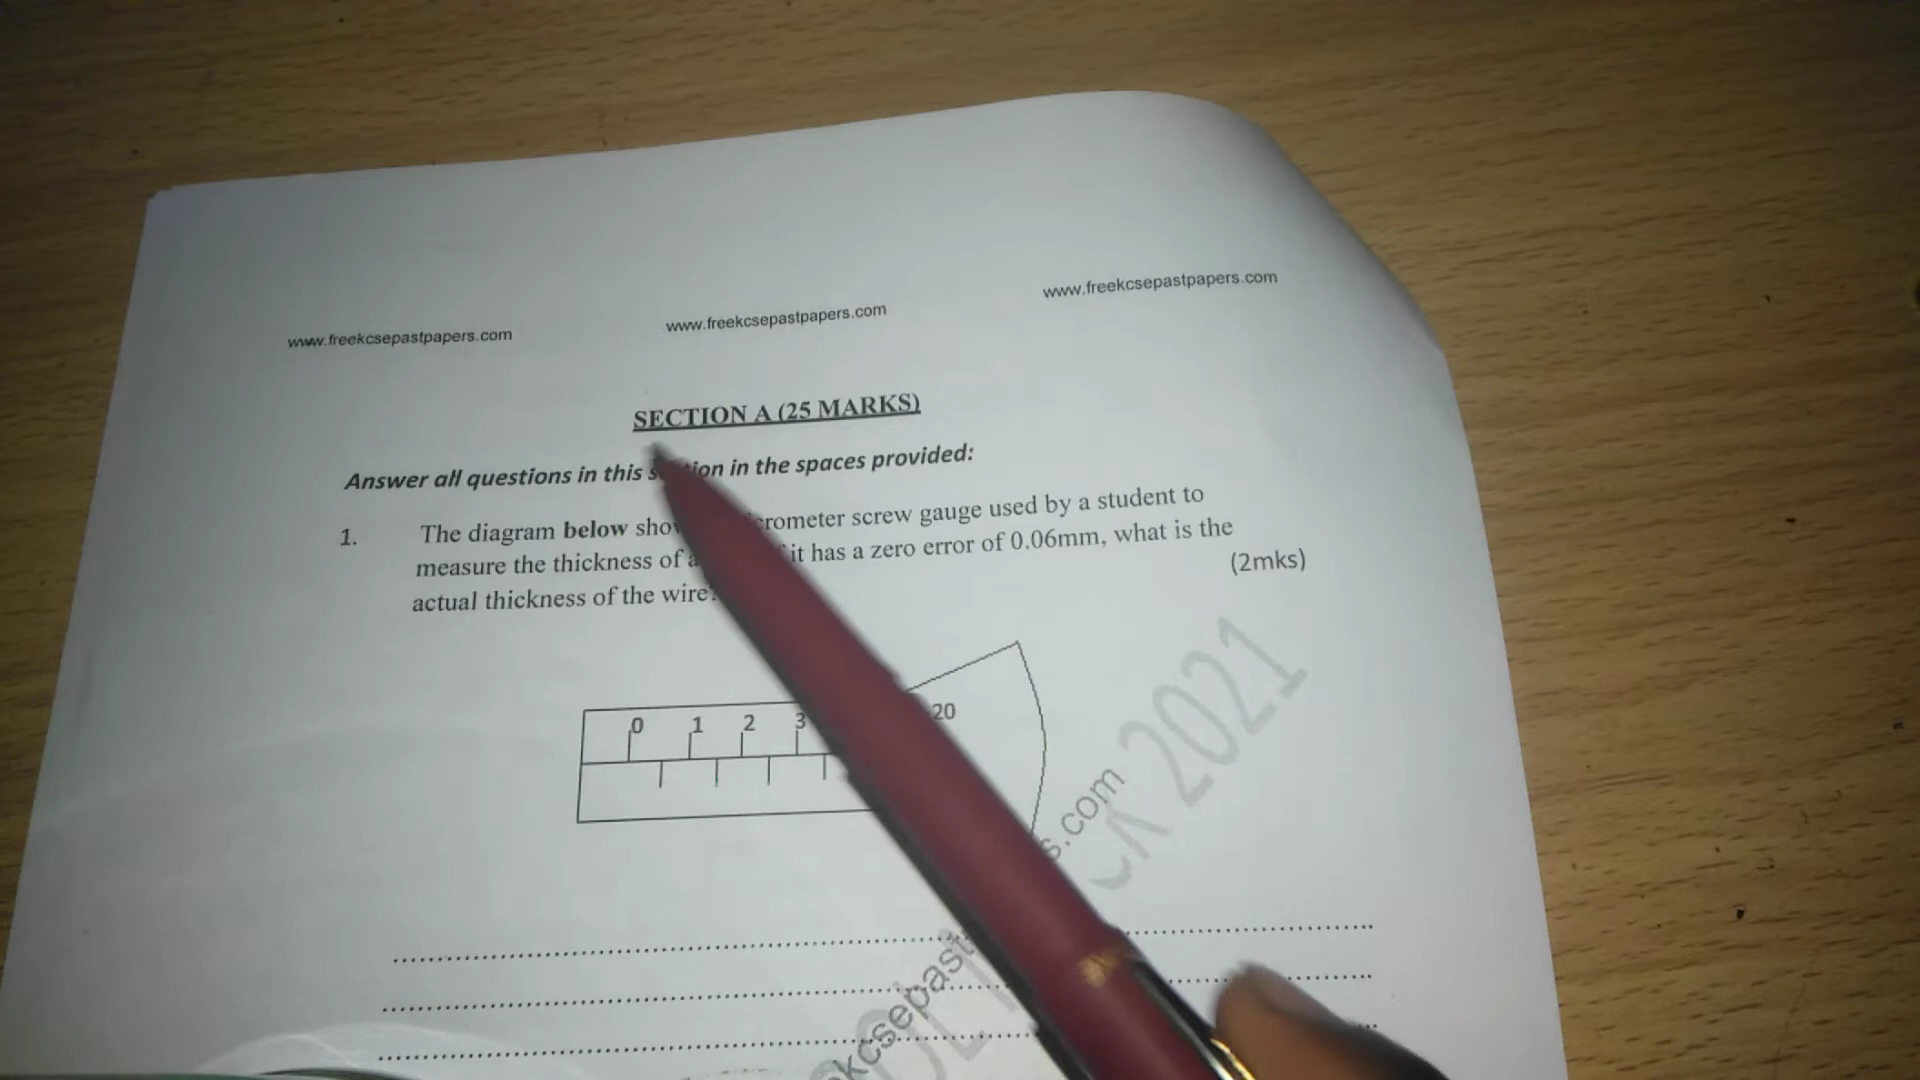 www.freekcsepastpapers.com www.freekcsepastpapers.com www.freekcsepastpapers.com
SECTION A (25 MARKS)
Answer all questions in this section in the spaces provided:
1. The diagram below micrometer screw gauge used by a student to
measure the thickness of it has a zero error of 0.06mm, what is the
actual thickness of the wire? (2mks)
0 1 2 3 20
s.com
2021
kcsepast